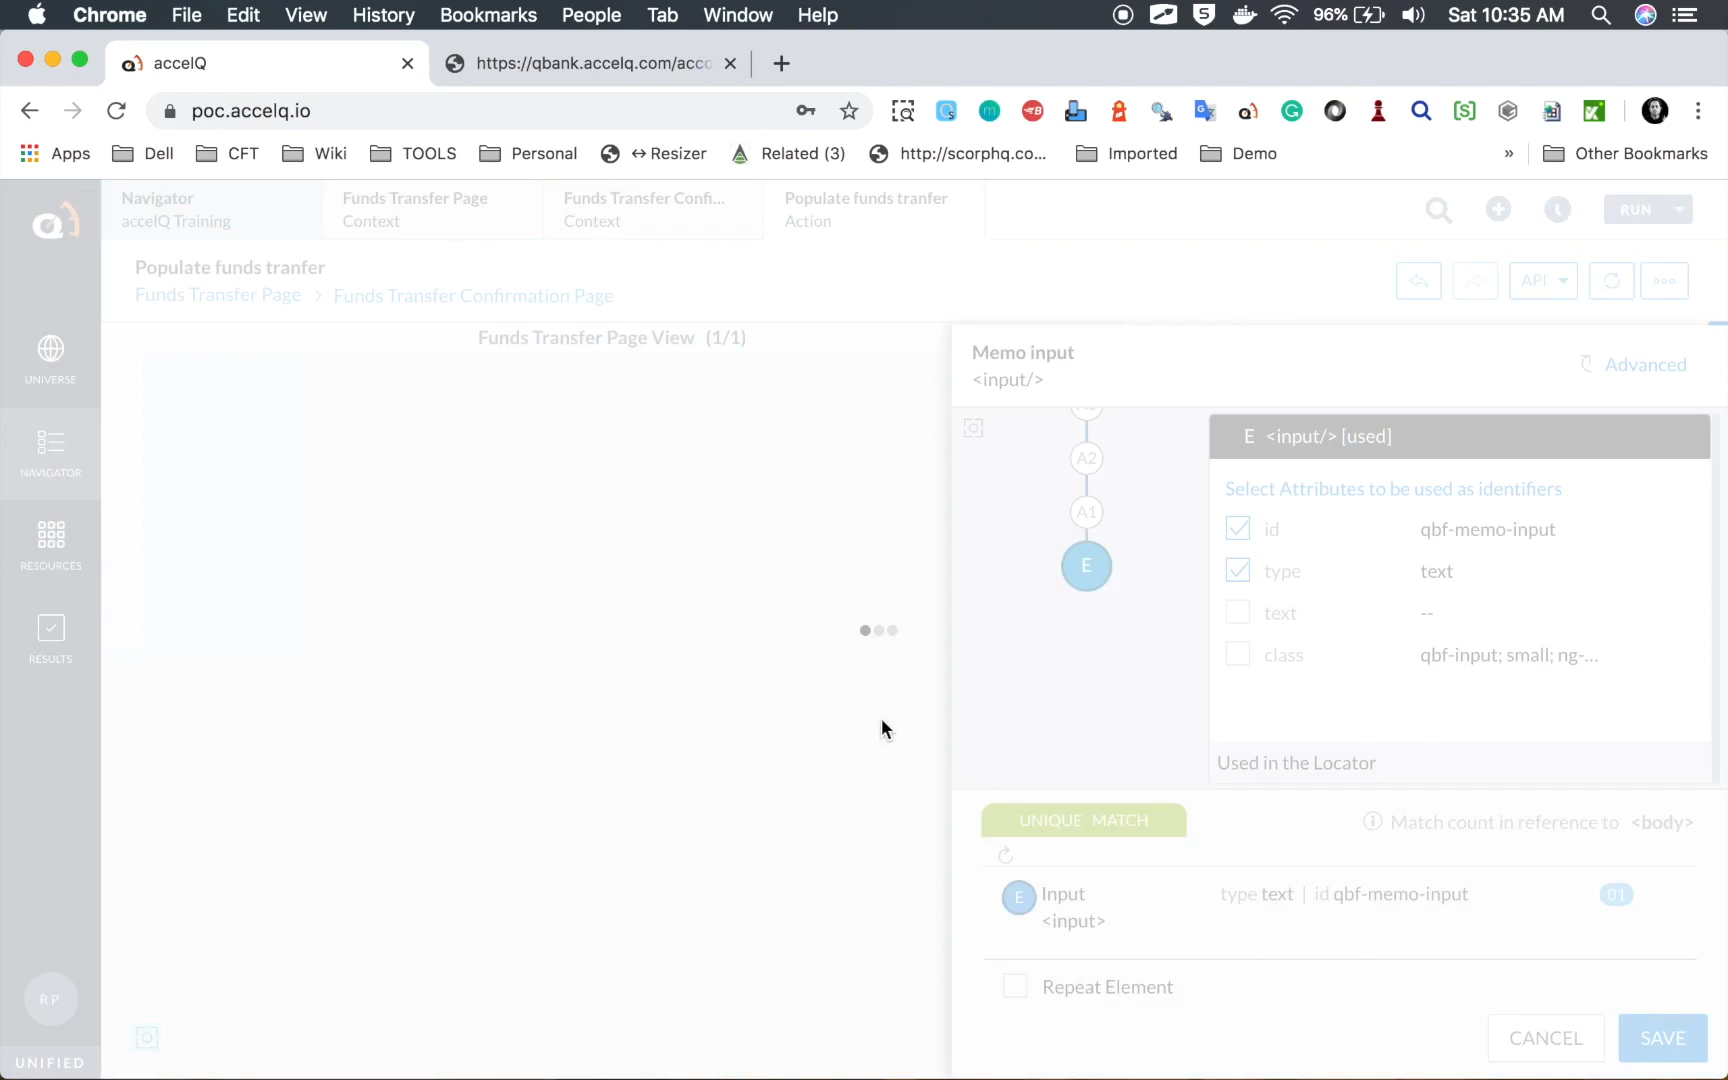 Chrome File Edit View History Bookmarks People Tab Window Help 96% Sat 10:35 AM
accelQ https://qbank.accelq.com/acco
poc.accelq.io
Apps Dell CFT Wiki TOOLS Personal ↔Resizer Related (3) http://scorphq.co... Imported Demo » Other Bookmarks
Navigator
accelQ Training
Funds Transfer Page
Context
Funds Transfer Confi...
Context
Populate funds tranfer
Action
RUN
Populate funds tranfer
Funds Transfer Page > Funds Transfer Confirmation Page
API
UNIVERSE
NAVIGATOR
RESOURCES
RESULTS
RP
UNIFIED
Funds Transfer Page View (1/1)
Memo input
<input/>
Advanced
A2
A1
E
E <input/> [used]
Select Attributes to be used as identifiers
id qbf-memo-input
type text
text --
class qbf-input; small; ng-...
Used in the Locator
UNIQUE MATCH
Match count in reference to <body>
E Input type text | id qbf-memo-input 01
<input>
Repeat Element
CANCEL SAVE